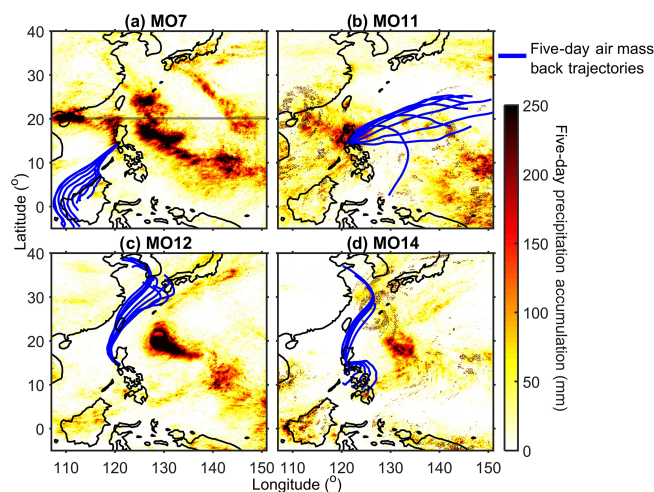 (a) MO7
(b) MO11
Five-day air mass
back trajectories
40
30
20
10
0
250
200
150
100
50
0
Five-day precipitation accumulation (mm)
Latitude (°)
(c) MO12
(d) MO14
40
30
20
10
0
110 120 130 140 150
110 120 130 140 150
Longitude (°)